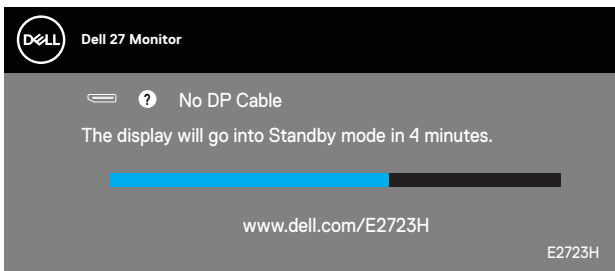 DELL
Dell 27 Monitor
? No DP Cable
The display will go into Standby mode in 4 minutes.
www.dell.com/E2723H
E2723H